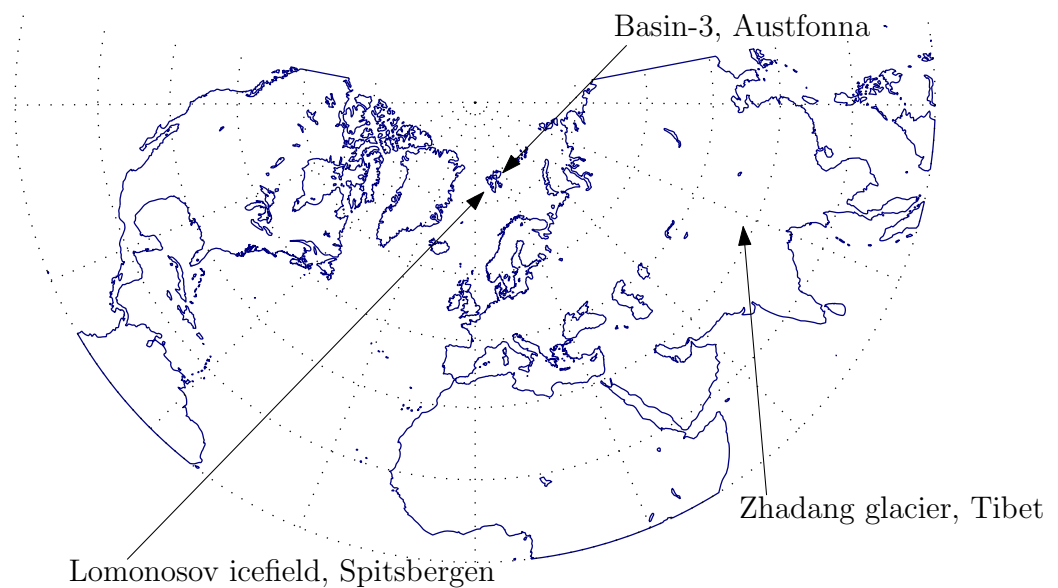 Basin-3, Austfonna
Zhadang glacier, Tibet
Lomonosov icefield, Spitsbergen